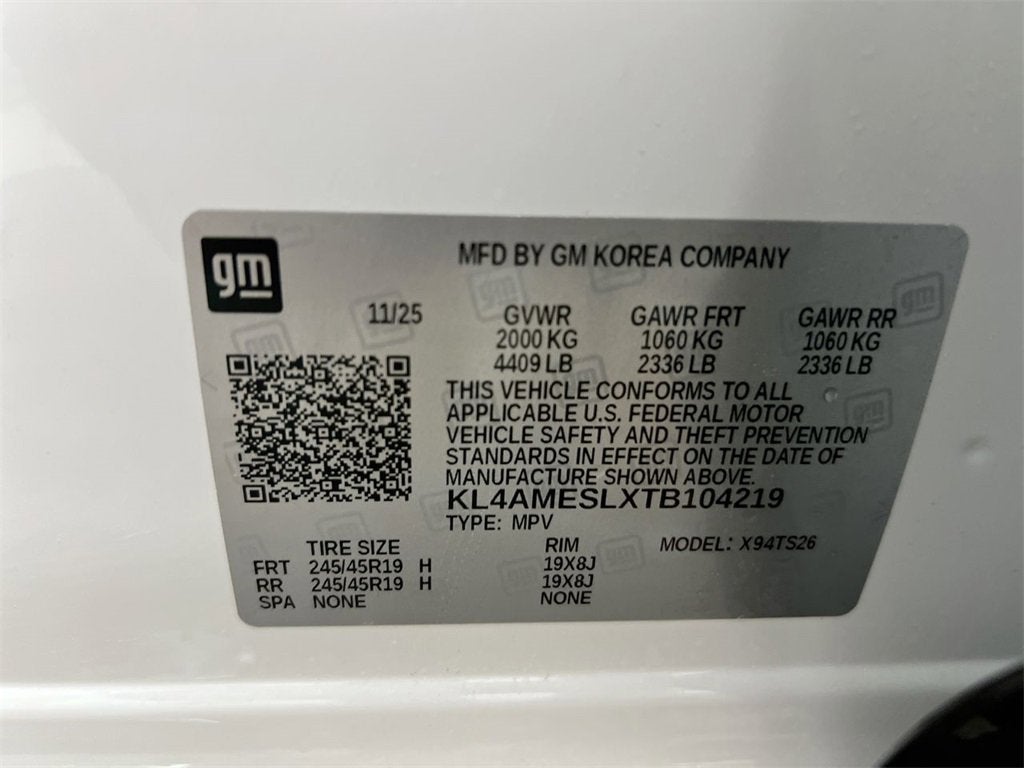 gm
MFD BY GM KOREA COMPANY
11/25 GVWR GAWR FRT GAWR RR
2000 KG 1060 KG 1060 KG
4409 LB 2336 LB 2336 LB
THIS VEHICLE CONFORMS TO ALL
APPLICABLE U.S. FEDERAL MOTOR
VEHICLE SAFETY AND THEFT PREVENTION
STANDARDS IN EFFECT ON THE DATE OF
MANUFACTURE SHOWN ABOVE.
KL4AMESLXTB104219
TYPE: MPV
TIRE SIZE RIM MODEL: X94TS26
FRT 245/45R19 H 19X8J
RR 245/45R19 H 19X8J
SPA NONE NONE